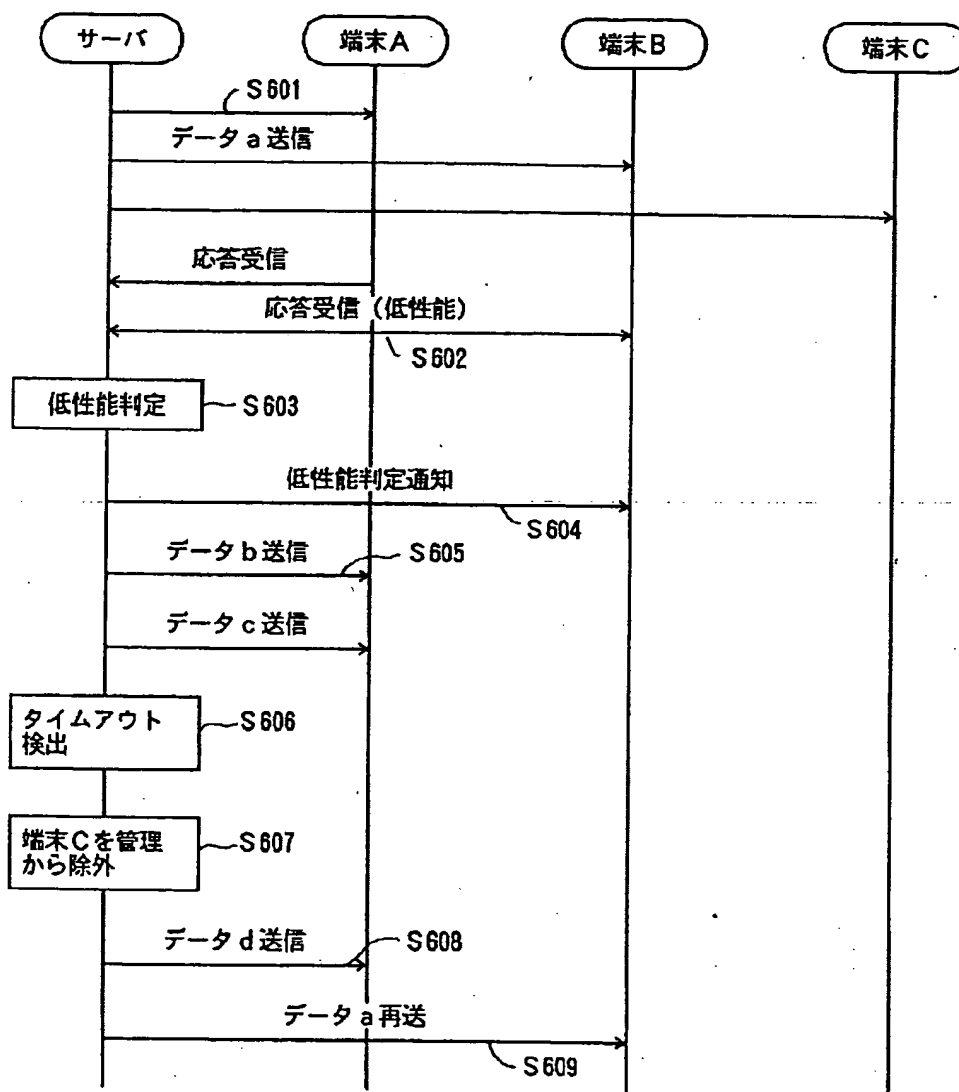 サーバ
端末A
端末B
端末C
S601
データa送信
応答受信
応答受信(低性能)
S602
低性能判定
S603
低性能判定通知
S604
データb送信
S605
データc送信
タイムアウト
検出
S606
端末Cを管理
から除外
S607
データd送信
S608
データa再送
S609